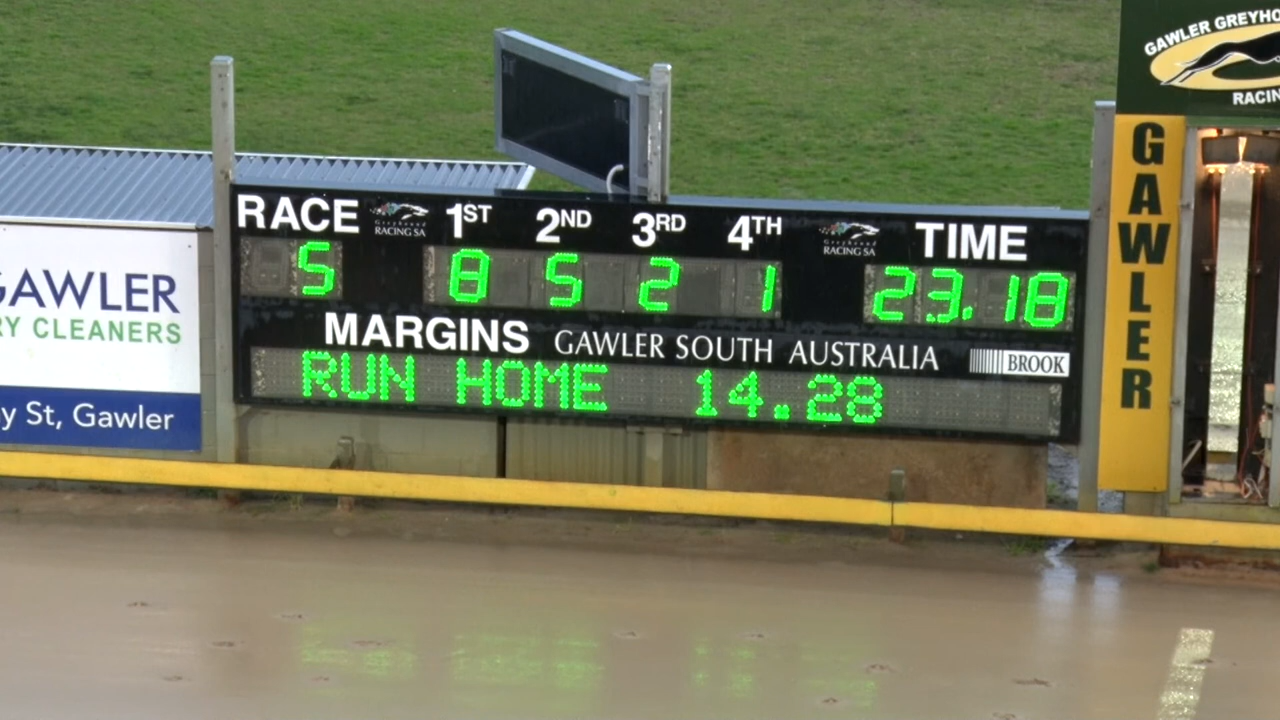 GAWLER GREYHO
RACIN
GAWLER
RACE 1ST 2ND 3RD 4TH TIME
Greyhound RACING SA
Greyhound RACING SA
5 8 5 2 1 23.18
MARGINS GAWLER SOUTH AUSTRALIA BROOK
RUN HOME 14.28
GAWLER
RY CLEANERS
y St, Gawler